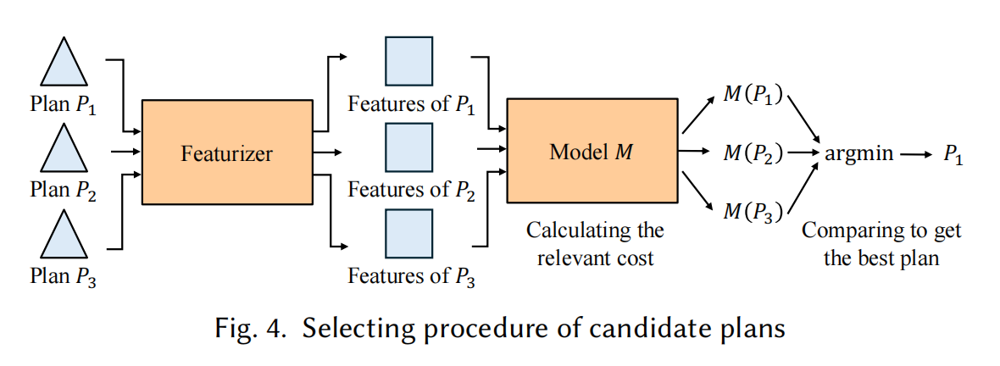 Plan P₁
Plan P₂
Plan P₃
Featurizer
Features of P₁
Features of P₂
Features of P₃
Model M
Calculating the
relevant cost
M(P₁)
M(P₂)
M(P₃)
argmin
P₁
Comparing to get
the best plan
Fig. 4. Selecting procedure of candidate plans